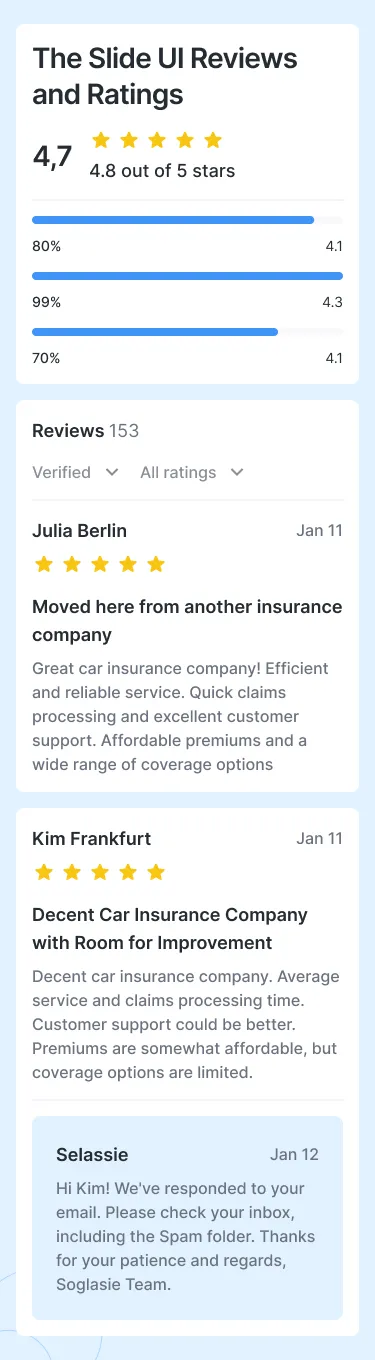 The Slide UI Reviews
and Ratings
4,7
4.8 out of 5 stars
80% 4.1
99% 4.3
70% 4.1
Reviews 153
Verified All ratings
Julia Berlin Jan 11
Moved here from another insurance
company
Great car insurance company! Efficient
and reliable service. Quick claims
processing and excellent customer
support. Affordable premiums and a
wide range of coverage options
Kim Frankfurt Jan 11
Decent Car Insurance Company
with Room for Improvement
Decent car insurance company. Average
service and claims processing time.
Customer support could be better.
Premiums are somewhat affordable, but
coverage options are limited.
Selassie Jan 12
Hi Kim! We've responded to your
email. Please check your inbox,
including the Spam folder. Thanks
for your patience and regards,
Soglasie Team.